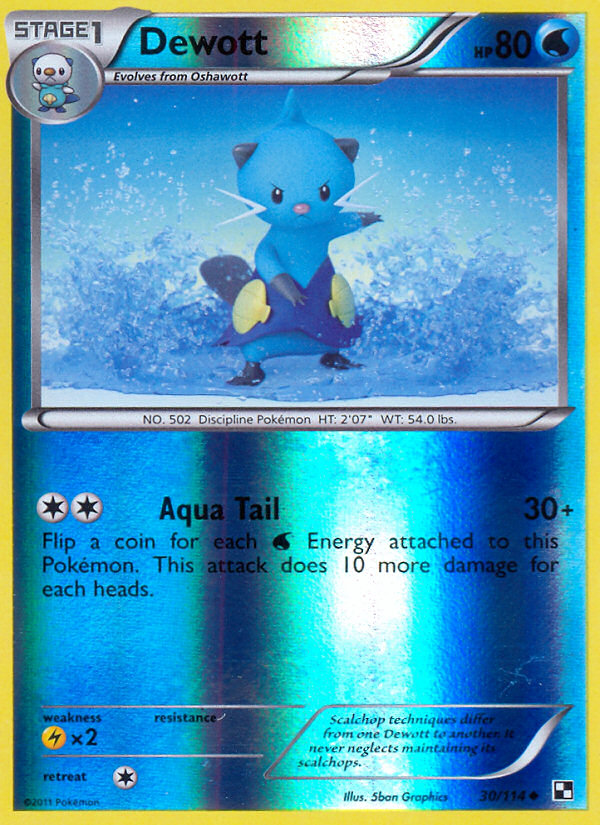 STAGE1
Dewott
HP80
Evolves from Oshawott
NO. 502 Discipline Pokémon HT: 2'07" WT: 54.0 lbs.
Aqua Tail 30+
Flip a coin for each Energy attached to this
Pokémon. This attack does 10 more damage for
each heads.
weakness resistance
×2
retreat
Scalchop techniques differ
from one Dewott to another. It
never neglects maintaining its
scalchops.
©2011 Pokémon
Illus. 5ban Graphics 30/114